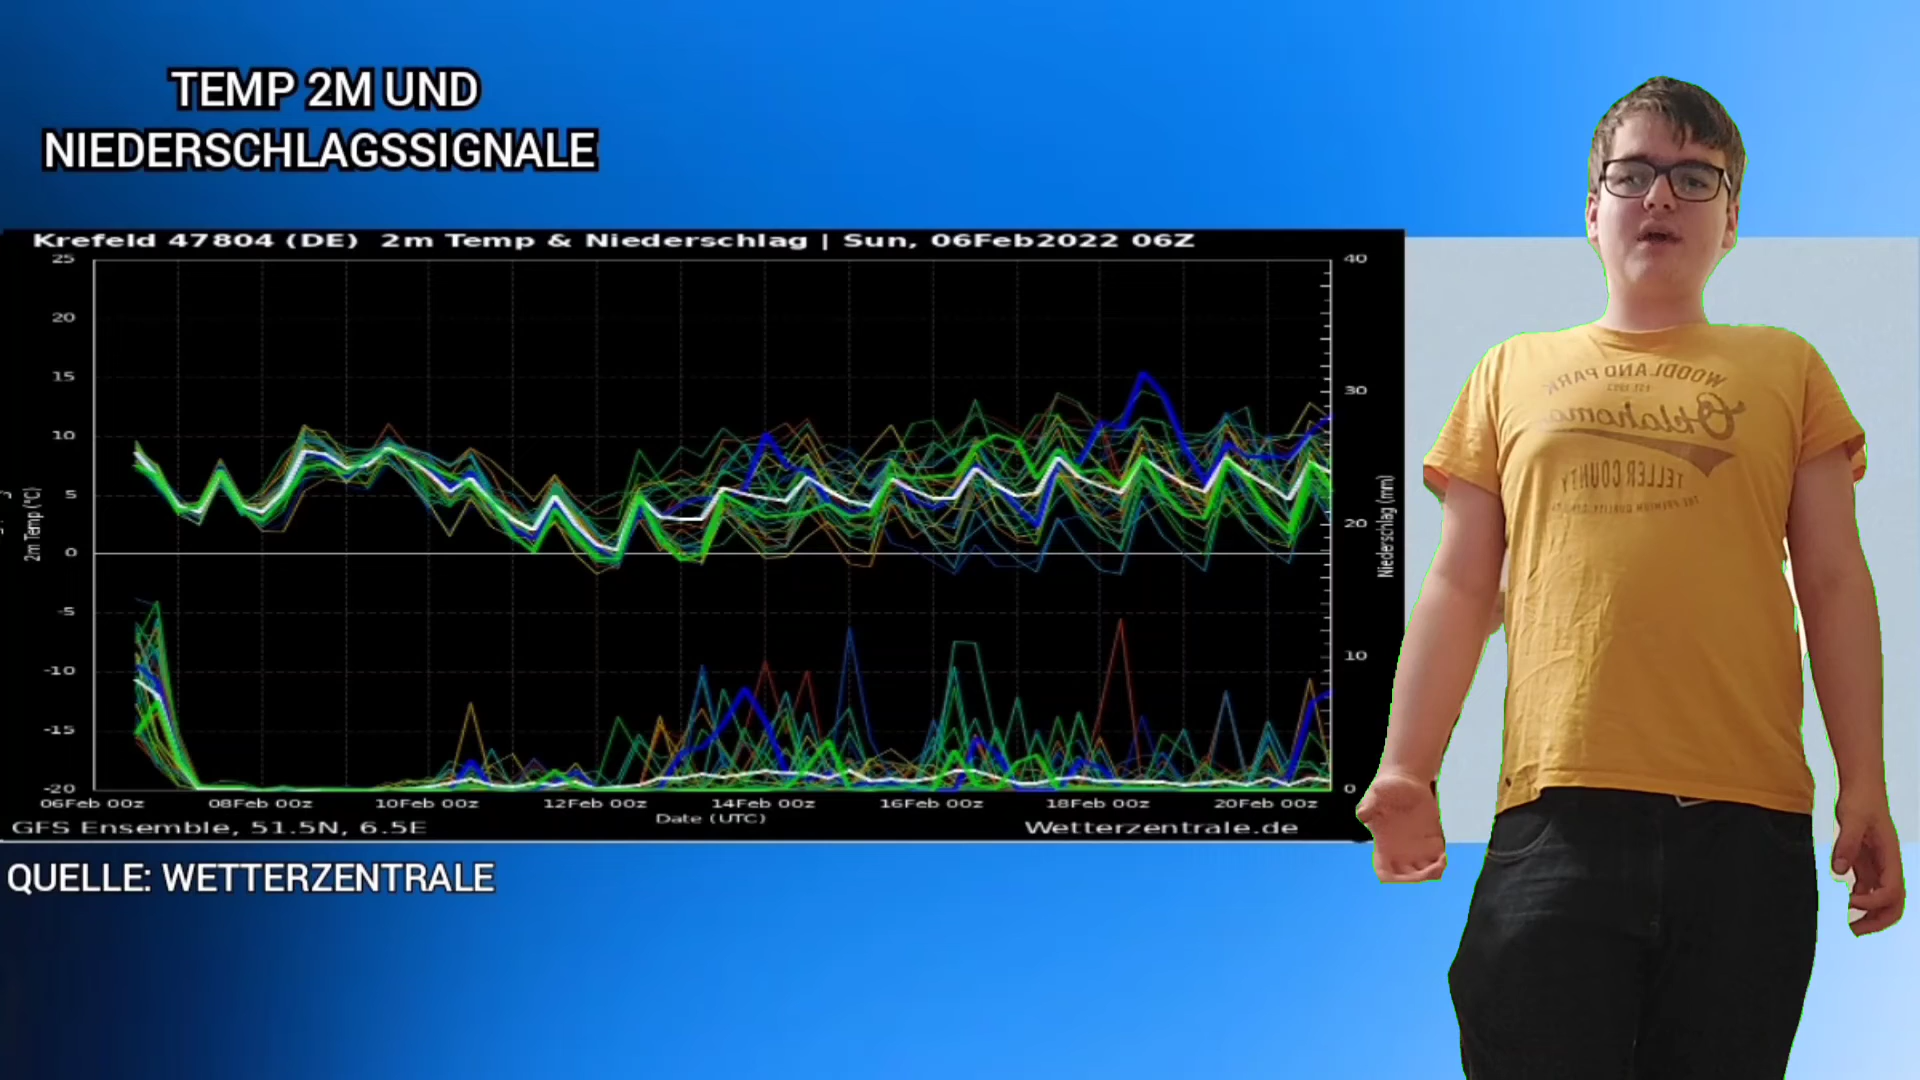 TEMP 2M UND
NIEDERSCHLAGSSIGNALE
Krefeld 47804 (DE) 2m Temp & Niederschlag | Sun, 06Feb2022 06Z
25
20
15
10
5
0
-5
-10
-15
-20
2m Temp (°C)
40
30
20
10
0
Niederschlag (mm)
06Feb 00z 08Feb 00z 10Feb 00z 12Feb 00z 14Feb 00z 16Feb 00z 18Feb 00z 20Feb 00z
Date (UTC)
GFS Ensemble, 51.5N, 6.5E
Wetterzentrale.de
QUELLE: WETTERZENTRALE
WOODLAND PARK
Oklahoma
TELLER COUNTY